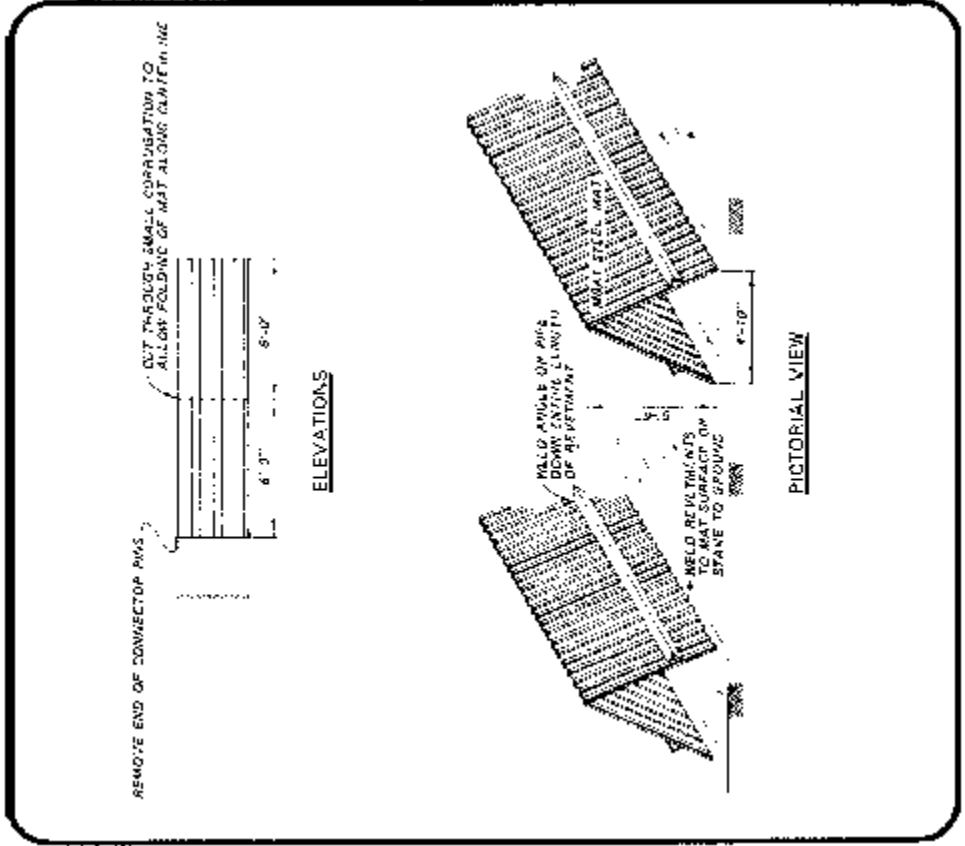 REMOVE END OF CONNECTOR PINS
CUT THROUGH SMALL CORRUGATION TO
ALLOW FOLDING OF MAT ALONG
6'-0"
6'-0"
ELEVATIONS
WELD ANGLE OR PIPE
DOWN ENTIRE LENGTH
OF REVETMENT
M8A1 STEEL MAT
WELD REVETMENTS
TO MAT SURFACE OR
STAKE TO GROUND
4'-10"
PICTORIAL VIEW